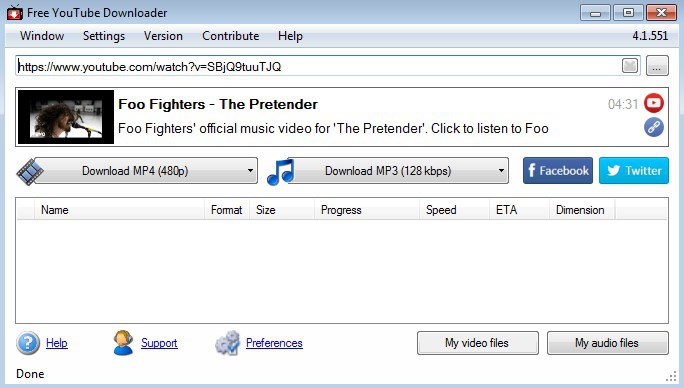 Free YouTube Downloader
Window Settings Version Contribute Help 4.1.551
https://www.youtube.com/watch?v=SBjQ9tuuTJQ ...
Foo Fighters - The Pretender 04:31
Foo Fighters' official music video for 'The Pretender'. Click to listen to Foo
Download MP4 (480p) Download MP3 (128 kbps) Facebook Twitter
Name Format Size Progress Speed ETA Dimension
Help Support Preferences My video files My audio files
Done